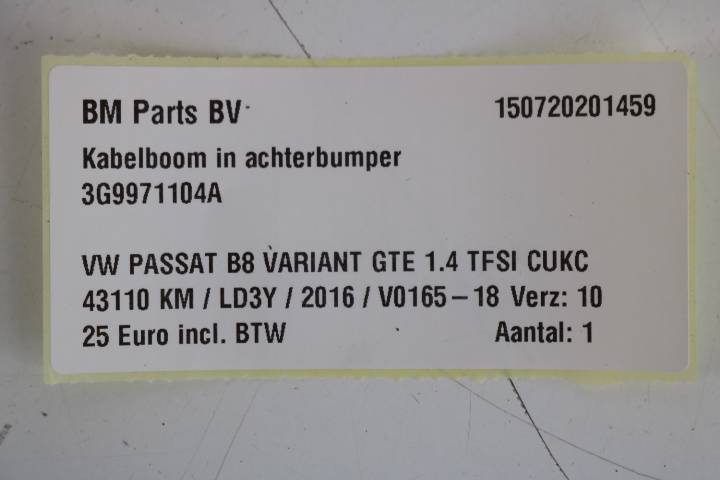 BM Parts BV 150720201459
Kabelboom in achterbumper
3G9971104A
VW PASSAT B8 VARIANT GTE 1.4 TFSI CUKC
43110 KM / LD3Y / 2016 / V0165-18 Verz: 10
25 Euro incl. BTW Aantal: 1